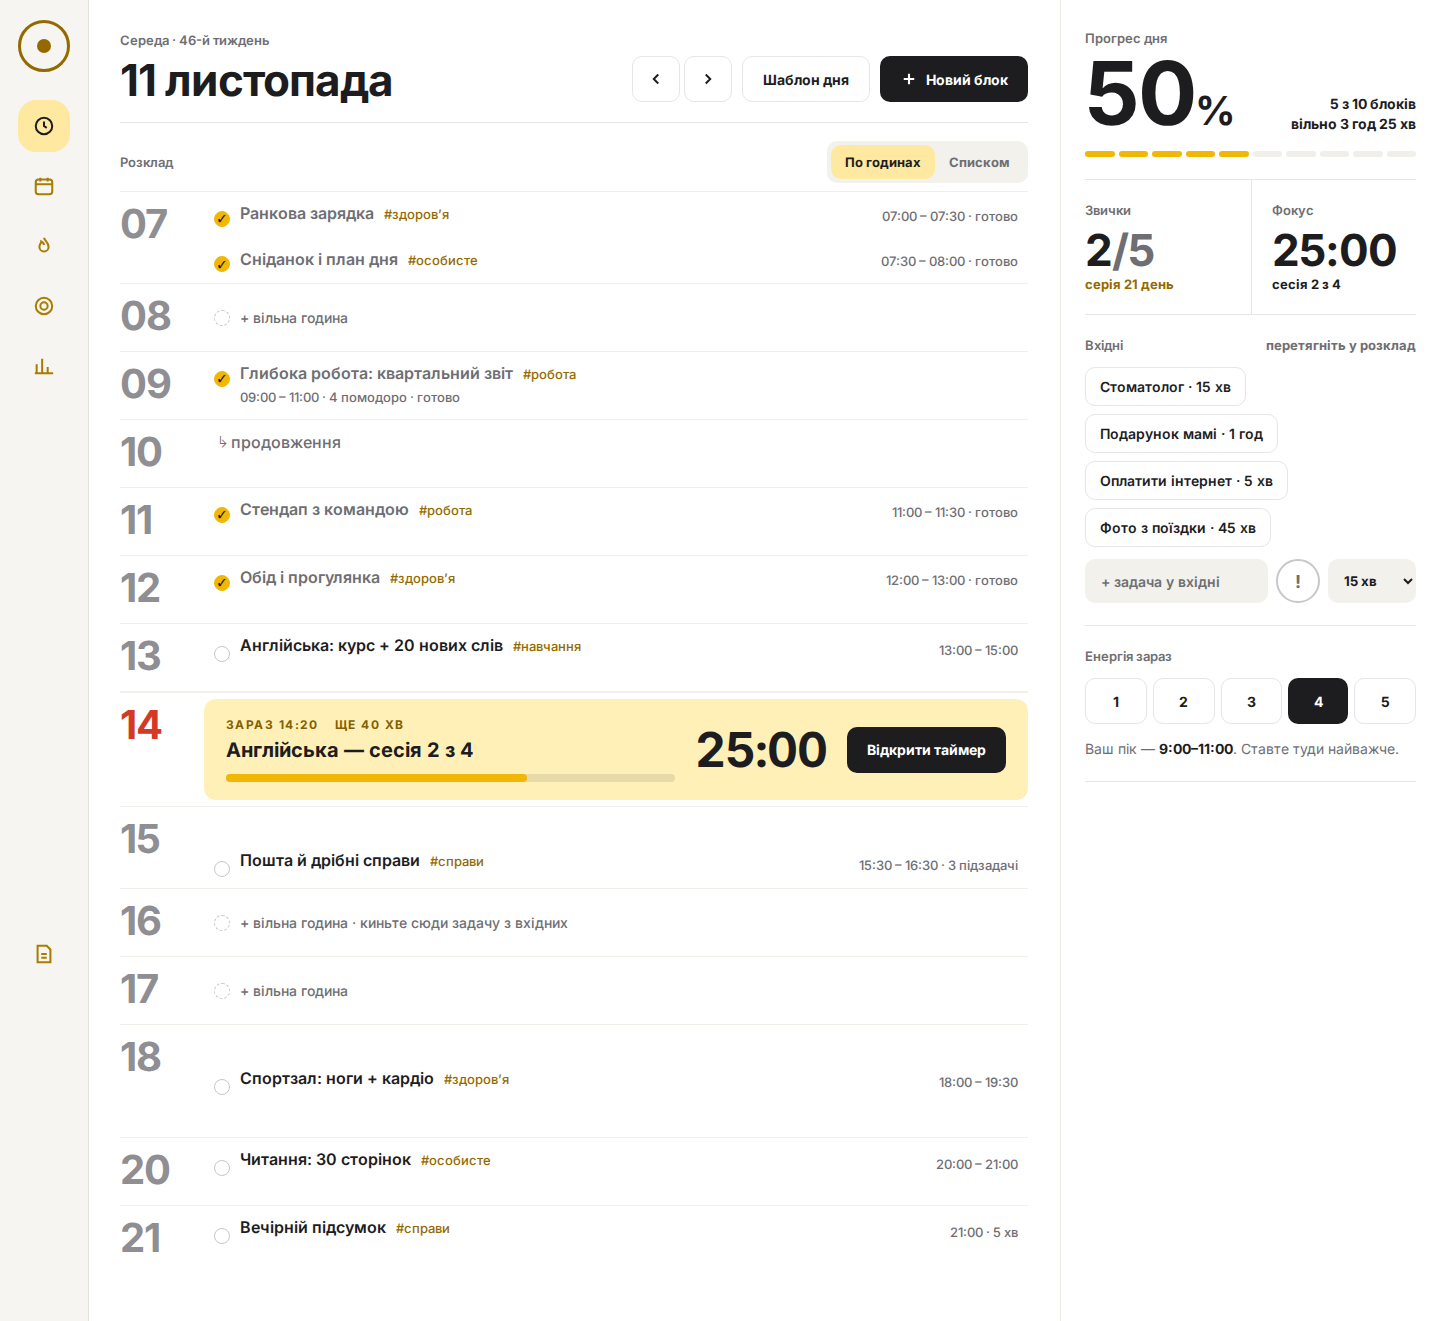 Середа · 46-й тиждень
11 листопада
Шаблон дня
+ Новий блок
Розклад
По годинах
Списком
07
Ранкова зарядка #здоров’я
07:00 – 07:30 · готово
Сніданок і план дня #особисте
07:30 – 08:00 · готово
08
+ вільна година
09
Глибока робота: квартальний звіт #робота
09:00 – 11:00 · 4 помодоро · готово
10
↳ продовження
11
Стендап з командою #робота
11:00 – 11:30 · готово
12
Обід і прогулянка #здоров’я
12:00 – 13:00 · готово
13
Англійська: курс + 20 нових слів #навчання
13:00 – 15:00
14
ЗАРАЗ 14:20 ЩЕ 40 ХВ
Англійська — сесія 2 з 4
25:00
Відкрити таймер
15
Пошта й дрібні справи #справи
15:30 – 16:30 · 3 підзадачі
16
+ вільна година · киньте сюди задачу з вхідних
17
+ вільна година
18
Спортзал: ноги + кардіо #здоров’я
18:00 – 19:30
20
Читання: 30 сторінок #особисте
20:00 – 21:00
21
Вечірній підсумок #справи
21:00 · 5 хв
Прогрес дня
50%
5 з 10 блоків
вільно 3 год 25 хв
Звички
2/5
серія 21 день
Фокус
25:00
сесія 2 з 4
Вхідні
перетягніть у розклад
Стоматолог · 15 хв
Подарунок мамі · 1 год
Оплатити інтернет · 5 хв
Фото з поїздки · 45 хв
+ задача у вхідні
!
15 хв
Енергія зараз
1
2
3
4
5
Ваш пік — 9:00–11:00. Ставте туди найважче.